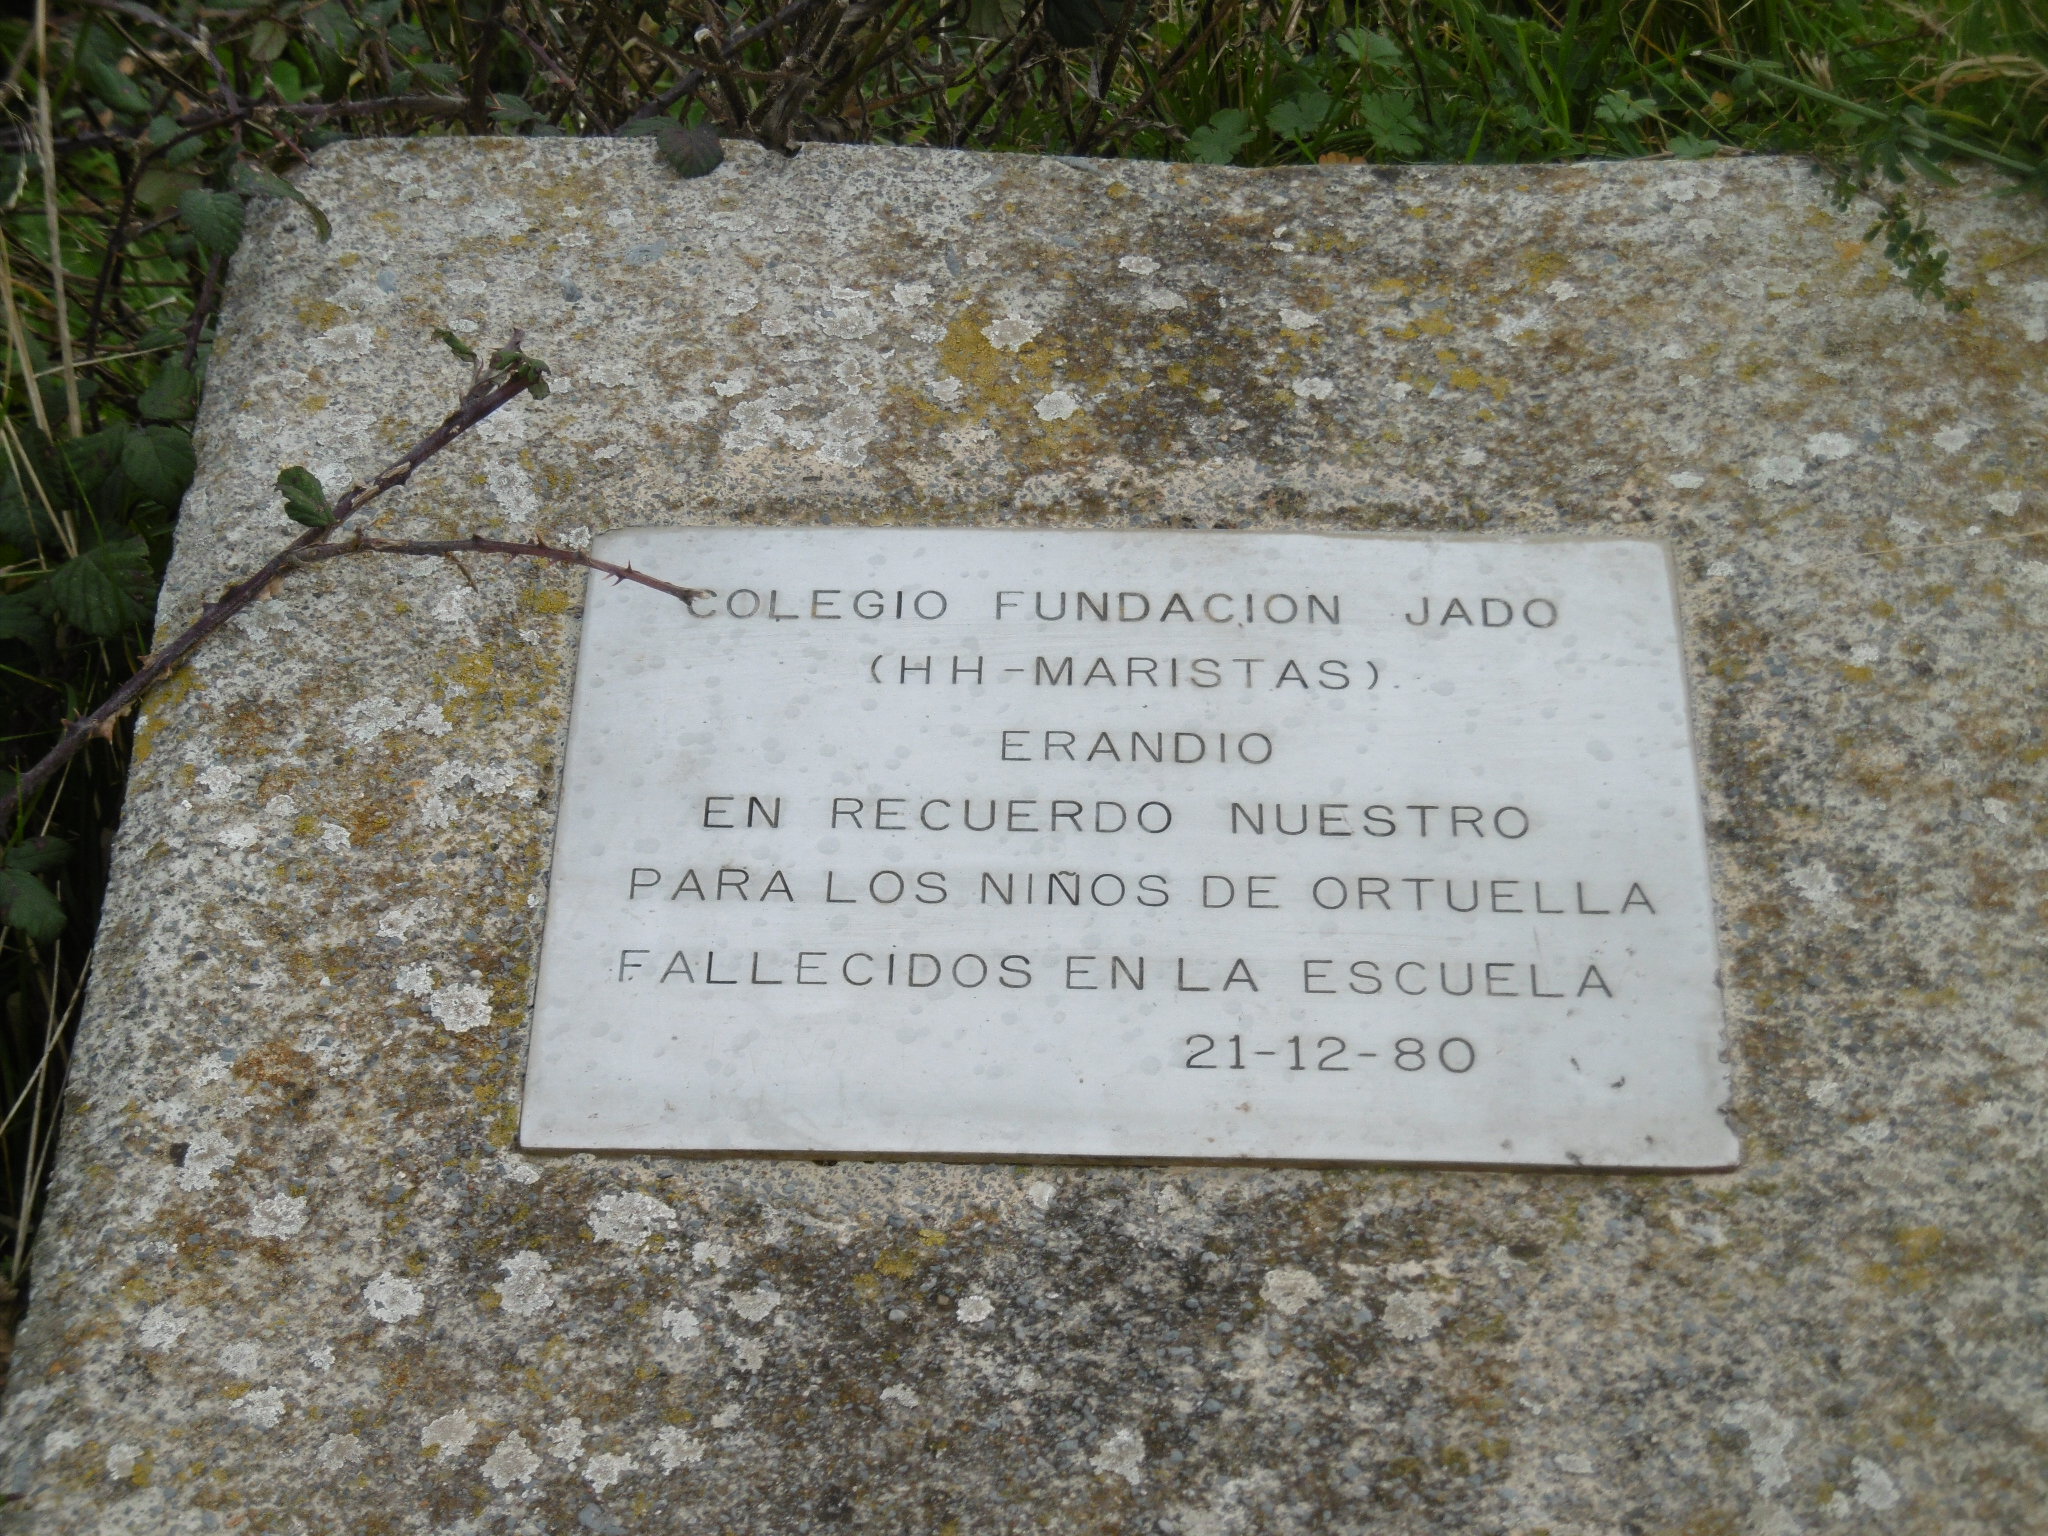 COLEGIO FUNDACION JADO
(HH-MARISTAS)
ERANDIO
EN RECUERDO NUESTRO
PARA LOS NIÑOS DE ORTUELLA
FALLECIDOS EN LA ESCUELA
21-12-80